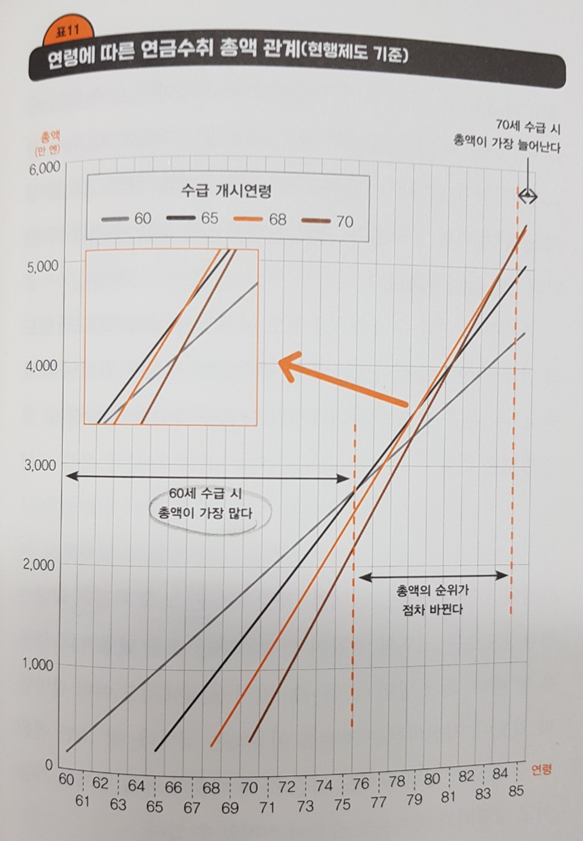 표11
연령에 따른 연금수취 총액 관계(현행제도 기준)
70세 수급 시
총액이 가장 늘어난다
총액
(만 엔)
6,000
수급 개시연령
60 65 68 70
5,000
4,000
3,000
60세 수급 시
총액이 가장 많다
2,000
총액의 순위가
점차 바뀐다
1,000
0
60 62 64 66 68 70 72 74 76 78 80 82 84 연령
61 63 65 67 69 71 73 75 77 79 81 83 85